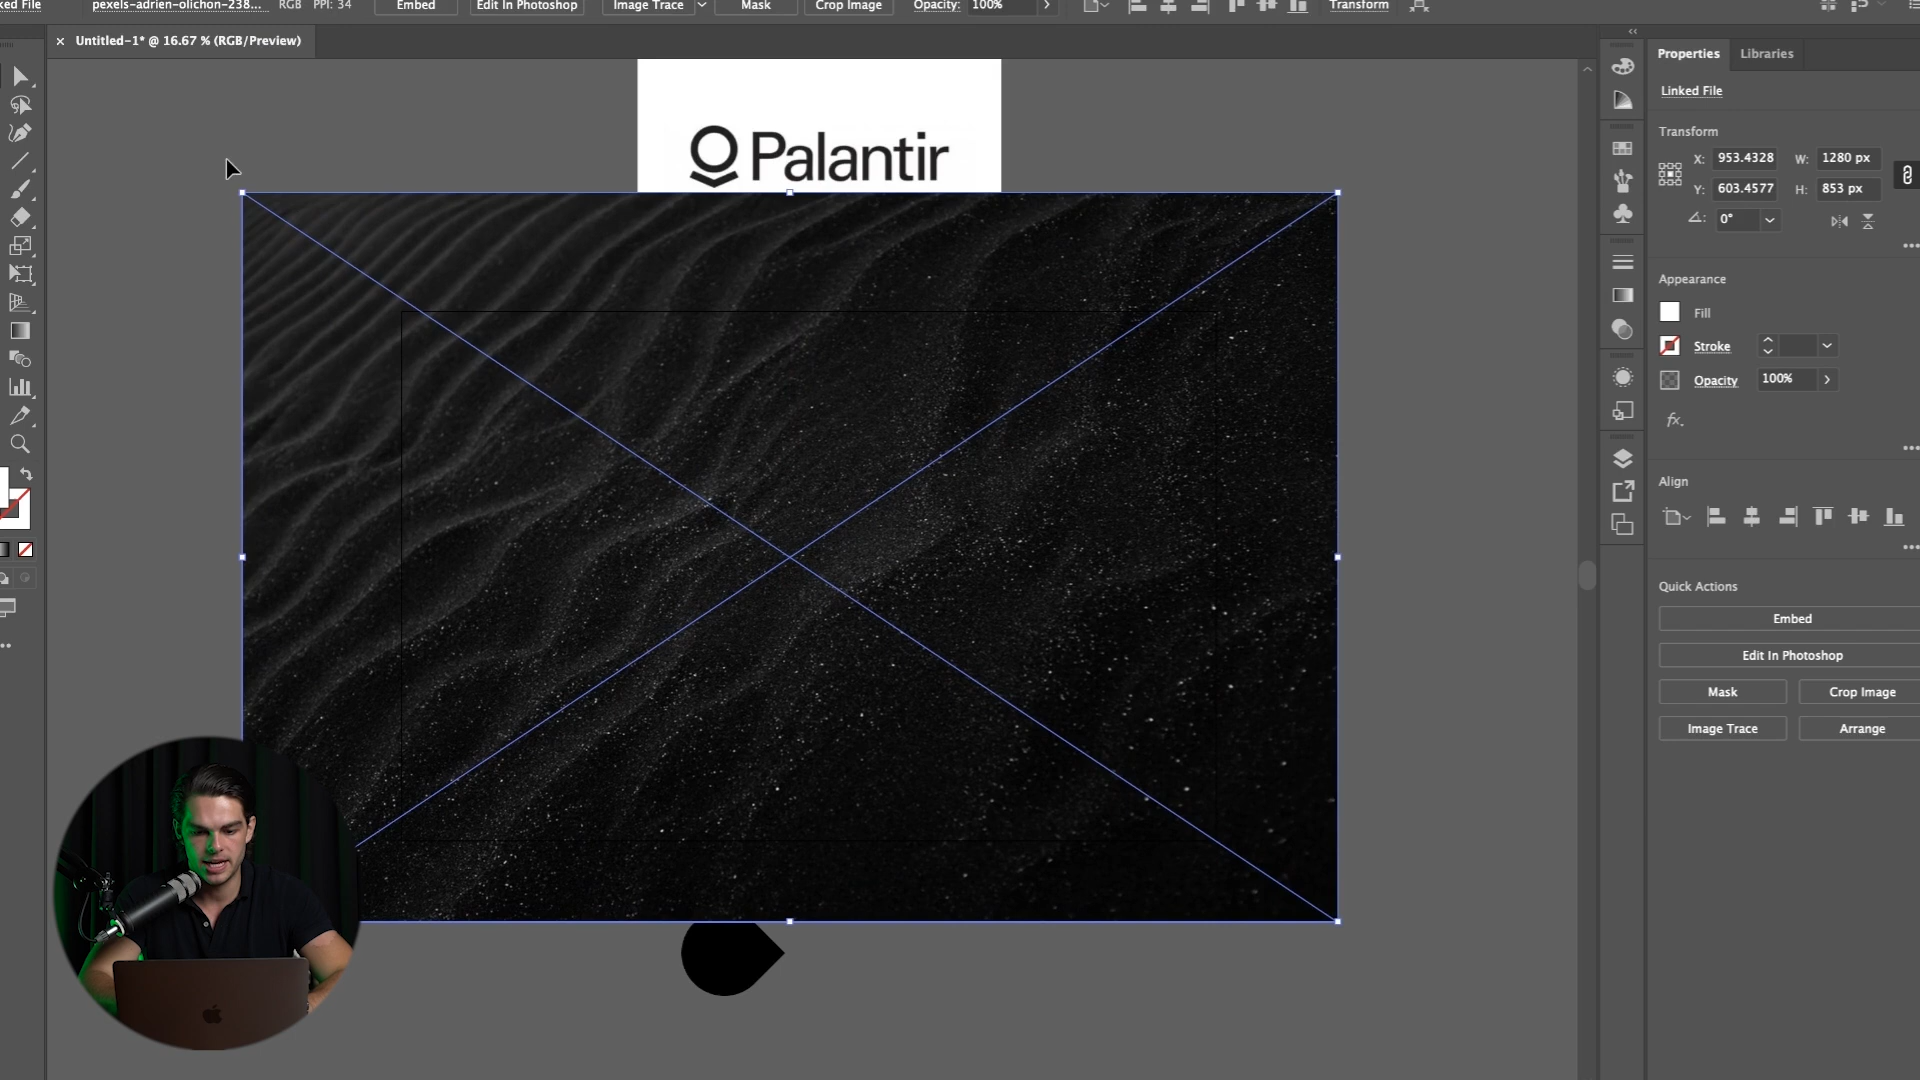 ked File pexels-adrien-olichon-238... RGB PPI: 34 Embed Edit In Photoshop Image Trace Mask Crop Image Opacity: 100% Transform
Untitled-1* @ 16.67 % (RGB/Preview)
Palantir
Properties Libraries
Linked File
Transform
X: 953.4328 W: 1280 px
Y: 603.4577 H: 853 px
0°
Appearance
Fill
Stroke
Opacity 100%
fx.
Align
Quick Actions
Embed
Edit In Photoshop
Mask Crop Image
Image Trace Arrange